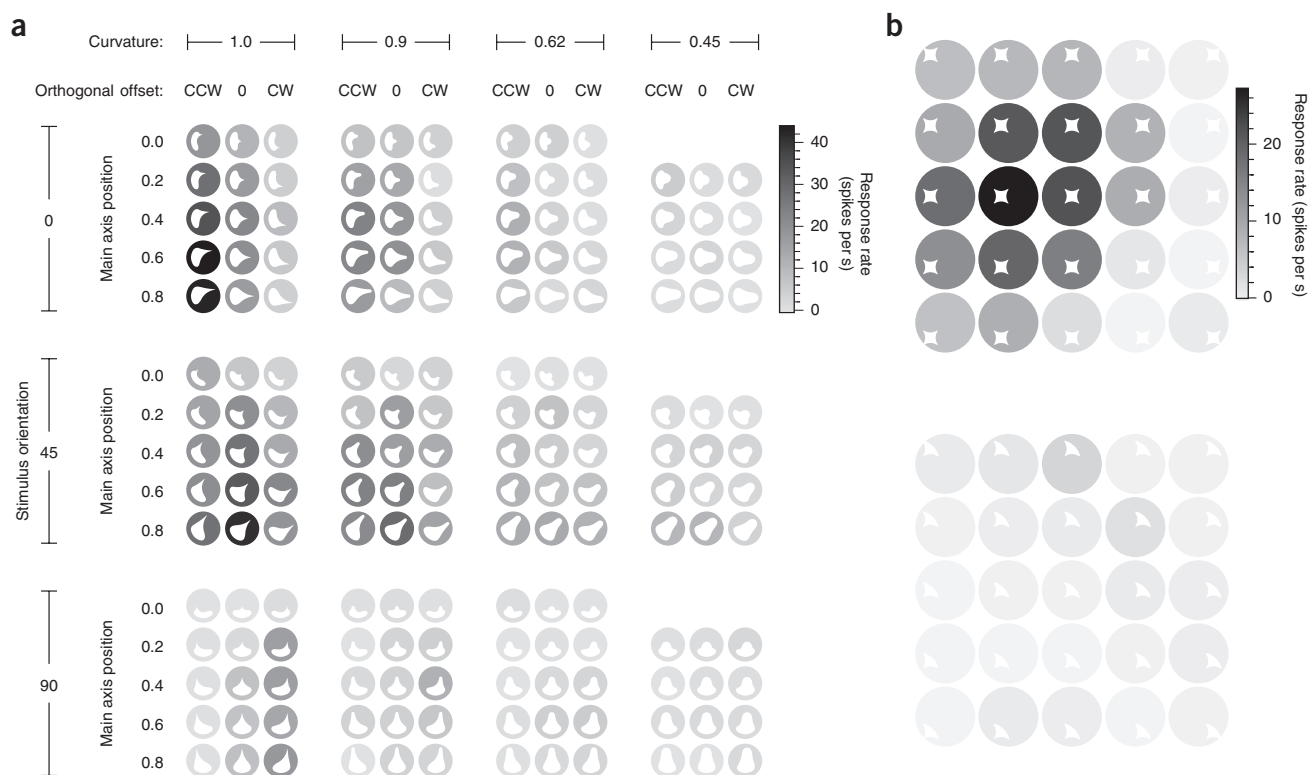 a
b
Curvature: 1.0 0.9 0.62 0.45
Orthogonal offset: CCW 0 CW CCW 0 CW CCW 0 CW CCW 0 CW
Stimulus orientation
0
Main axis position
0.0
0.2
0.4
0.6
0.8
45
Main axis position
0.0
0.2
0.4
0.6
0.8
90
Main axis position
0.0
0.2
0.4
0.6
0.8
40
30
20
10
0
Response rate
(spikes per s)
20
10
0
Response rate (spikes per s)